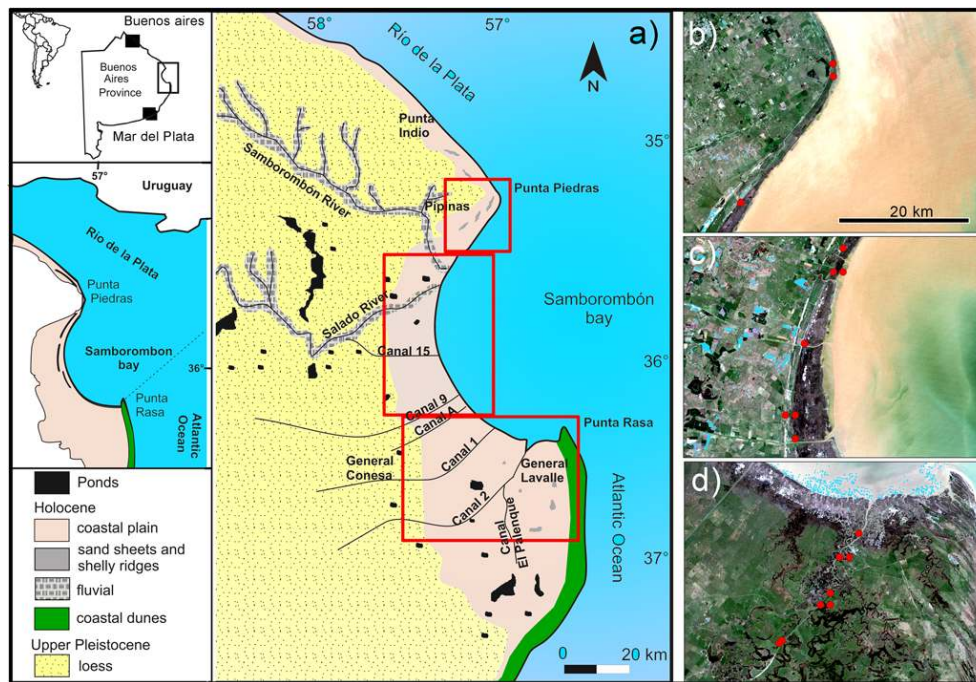 Buenos aires
Buenos
Aires
Province
Mar del Plata
57°
Uruguay
Río de la Plata
Punta
Piedras
Samborombon
bay
36°
Punta
Rasa
Atlantic
Ocean
Ponds
Holocene
coastal plain
sand sheets and
shelly ridges
fluvial
coastal dunes
Upper Pleistocene
loess
58°
57°
a)
N
Río de la Plata
35°
Punta
Indio
Samborombón River
Pipinas
Punta Piedras
Salado River
Samborombón
bay
Canal 15
36°
Canal 9
Canal A
Canal 1
Punta Rasa
General
Conesa
General
Lavalle
Canal 2
Canal
El Palenque
Atlantic Ocean
37°
0
20 km
b)
20 km
c)
d)